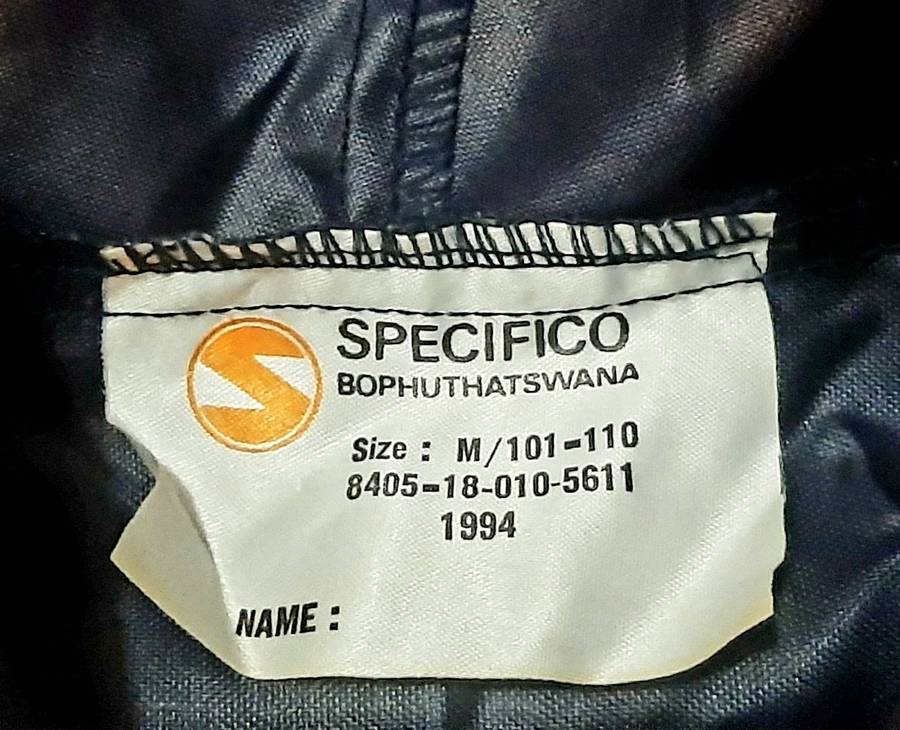 SPECIFICO
BOPHUTHATSWANA
Size : M/101-110
8405-18-010-5611
1994
NAME :